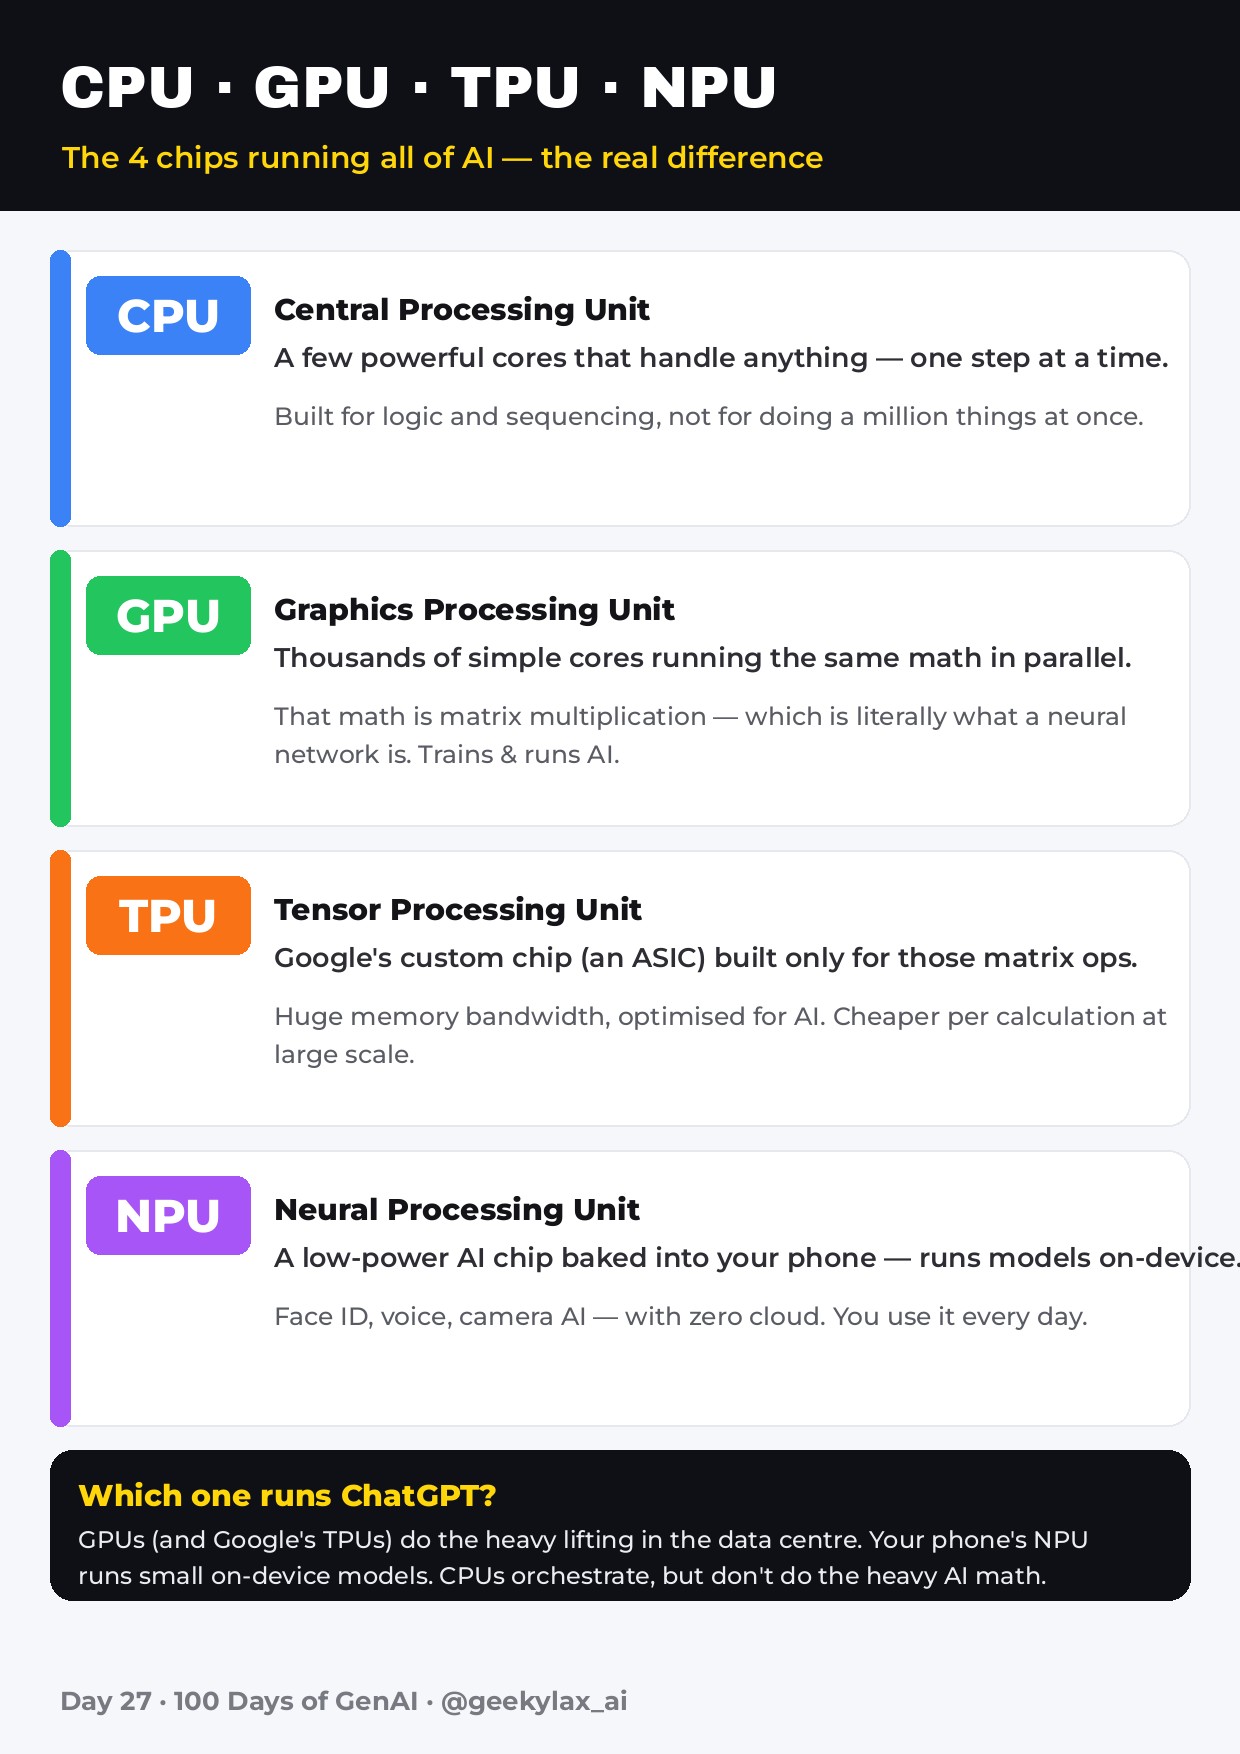 CPU · GPU · TPU · NPU
The 4 chips running all of AI — the real difference
CPU
Central Processing Unit
A few powerful cores that handle anything — one step at a time.
Built for logic and sequencing, not for doing a million things at once.
GPU
Graphics Processing Unit
Thousands of simple cores running the same math in parallel.
That math is matrix multiplication — which is literally what a neural
network is. Trains & runs AI.
TPU
Tensor Processing Unit
Google's custom chip (an ASIC) built only for those matrix ops.
Huge memory bandwidth, optimised for AI. Cheaper per calculation at
large scale.
NPU
Neural Processing Unit
A low-power AI chip baked into your phone — runs models on-device.
Face ID, voice, camera AI — with zero cloud. You use it every day.
Which one runs ChatGPT?
GPUs (and Google's TPUs) do the heavy lifting in the data centre. Your phone's NPU
runs small on-device models. CPUs orchestrate, but don't do the heavy AI math.
Day 27 · 100 Days of GenAI · @geekylax_ai